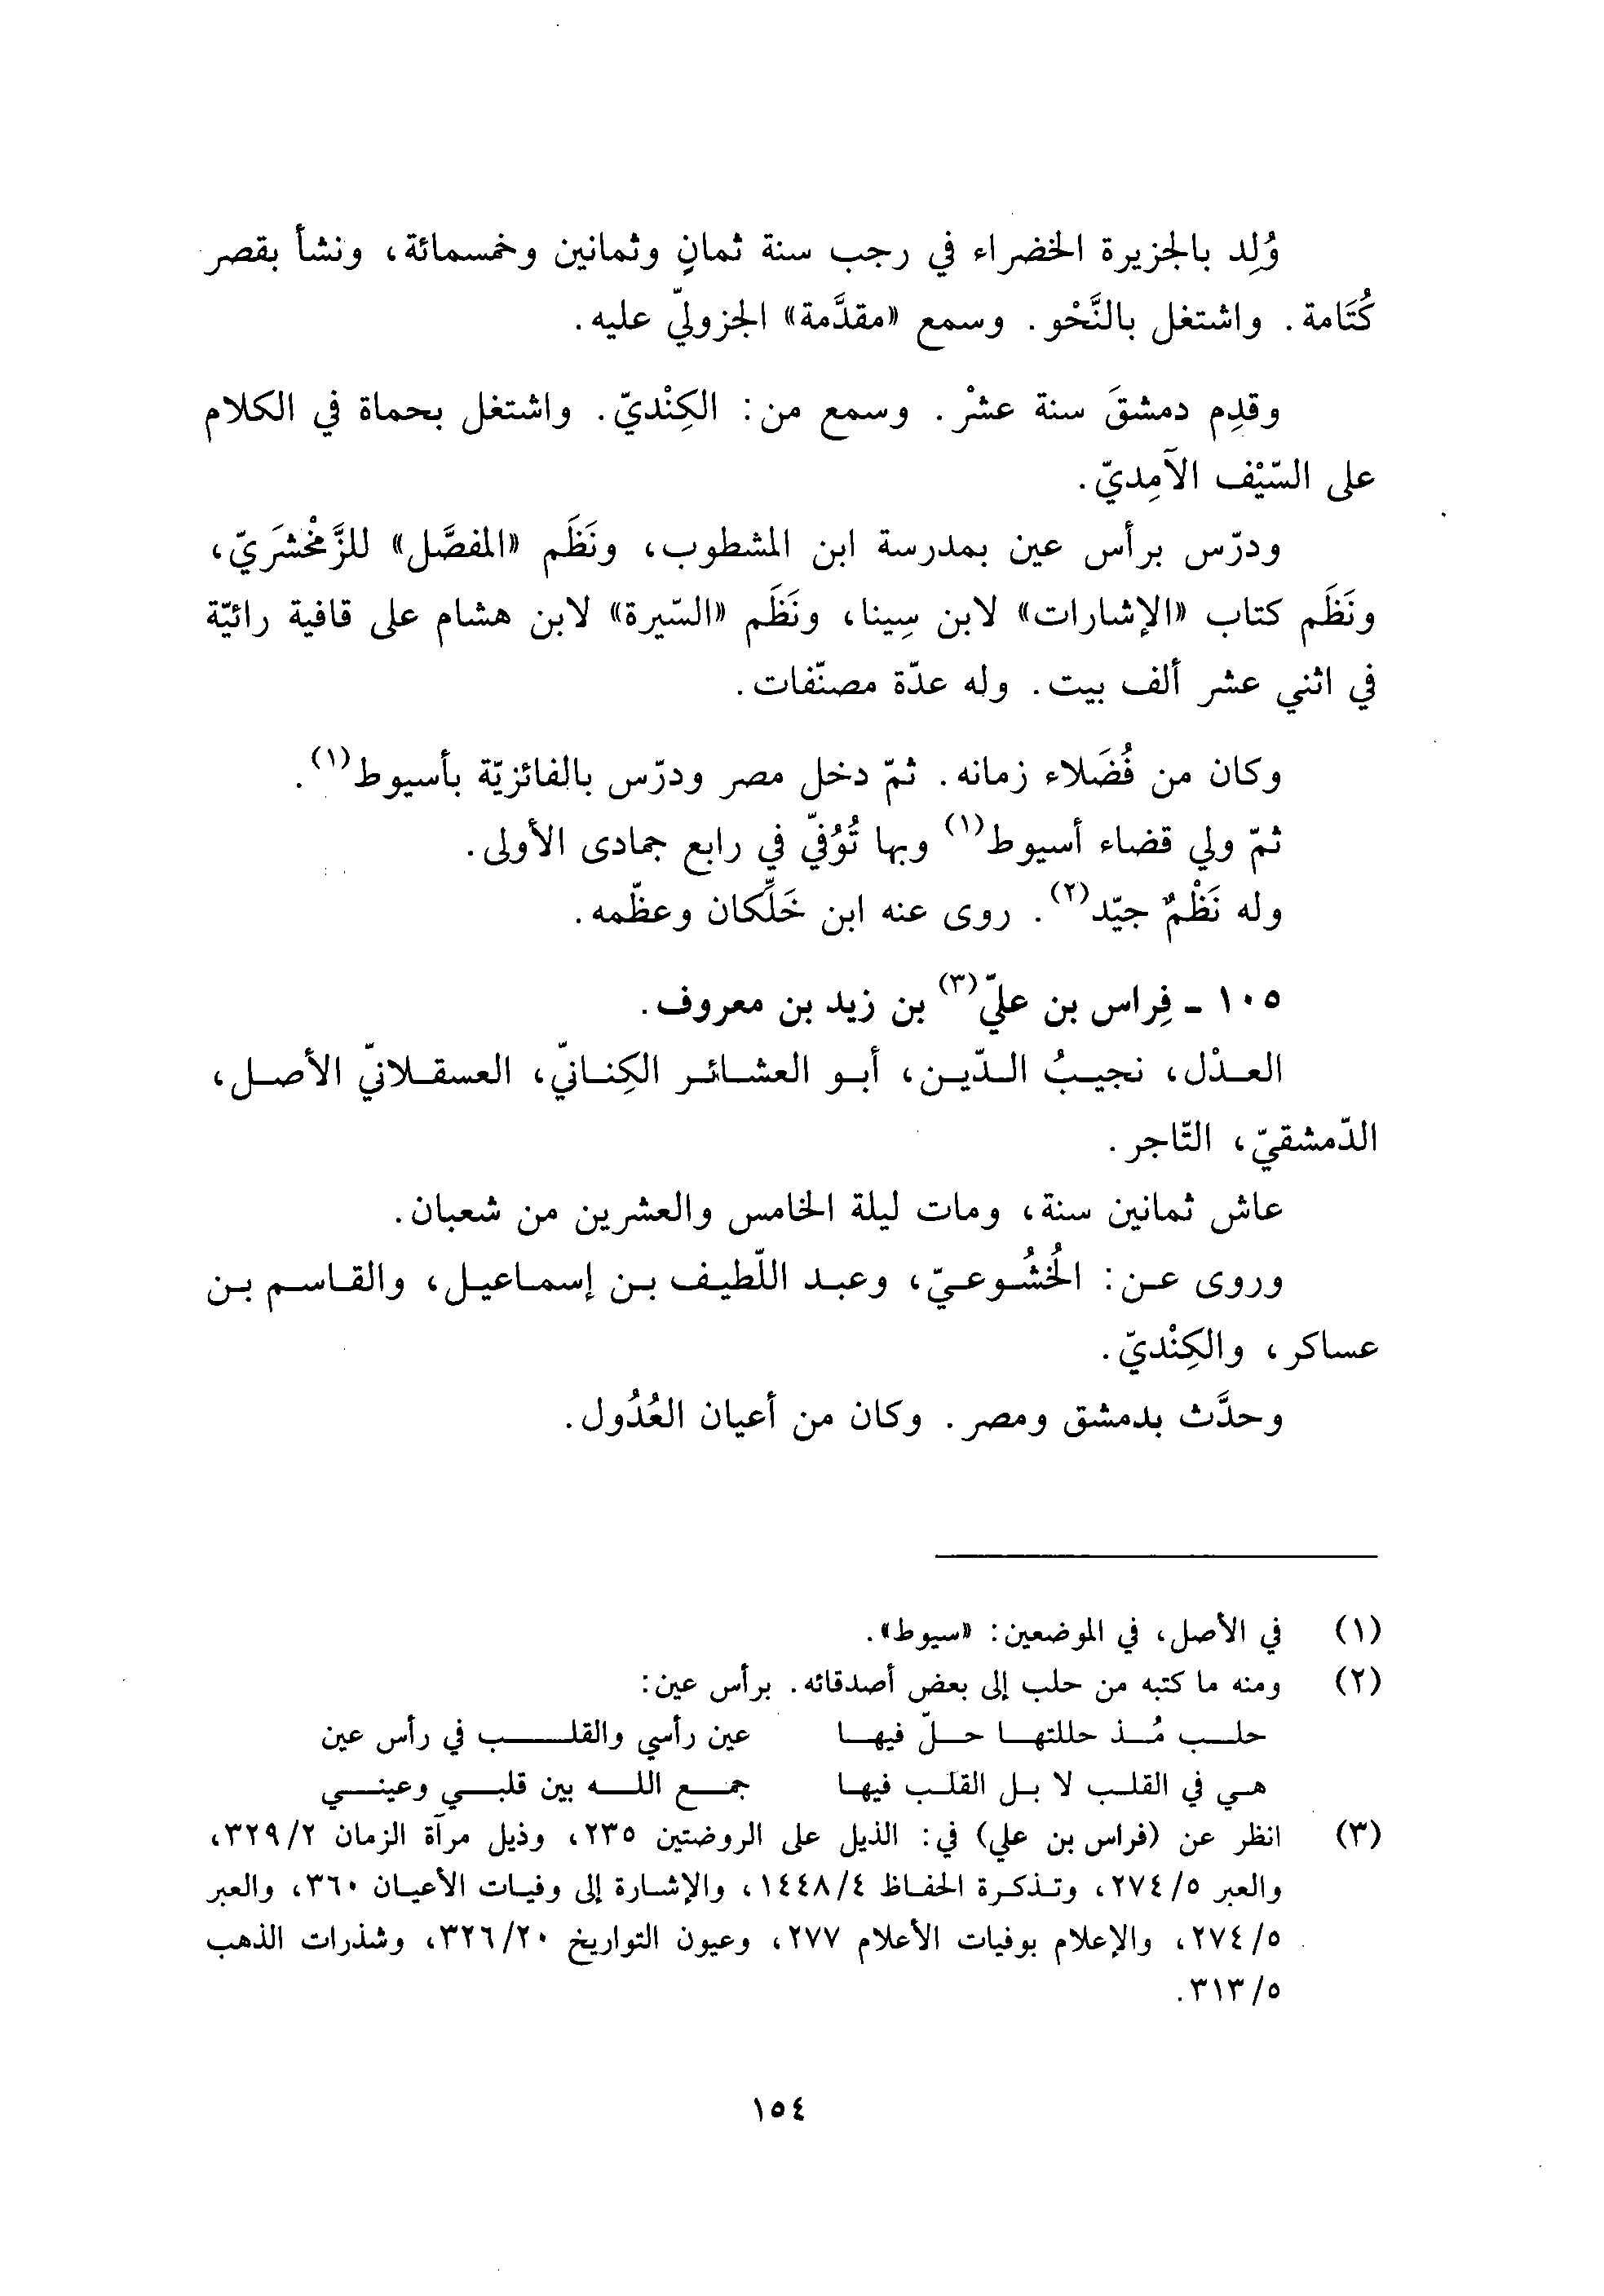 وُلِد بالجزيرة الخضراء في رجب سنة ثمانٍ وثمانين وخمسمائة، ونشأ بقصر
كُتَامة. واشتغل بالنَّحْو. وسمع «مقدَّمة» الجزوليّ عليه.
وقدِم دمشقَ سنة عشْر. وسمع من: الكِنْديّ. واشتغل بحماة في الكلام
على السّيْف الآمِديّ.
ودرّس برأس عين بمدرسة ابن المشطوب، ونَظَم «المفصَّل» للزَّمخْشَريّ،
ونَظَم كتاب «الإشارات» لابن سِينا، ونَظَم «السّيرة» لابن هشام على قافية رائيّة
في اثني عشر ألف بيت. وله عدّة مصنّفات.
وكان من فُضَلاء زمانه. ثمّ دخل مصر ودرّس بالفائزيّة بأسيوط(١).
ثمّ ولي قضاء أسيوط(١) وبها تُوُفّي في رابع جمادى الأولى.
وله نَظْمٌ جيّد(٢). روى عنه ابن خَلِّكان وعظّمه.
١٠٥ - فِراس بن عليّ(٣) بن زيد بن معروف.
العدْل، نجيبُ الدّين، أبو العشائر الكِنانيّ، العسقلانيّ الأصل،
الدّمشقيّ، التّاجر.
عاش ثمانين سنة، ومات ليلة الخامس والعشرين من شعبان.
وروى عن: الخُشُوعيّ، وعبد اللّطيف بن إسماعيل، والقاسم بن
عساكر، والكِنْديّ.
وحدَّث بدمشق ومصر. وكان من أعيان العُدُول.
(١) في الأصل، في الموضعين: «سيوط».
(٢) ومنه ما كتبه من حلب إلى بعض أصدقائه. برأس عين:
حلب مُذ حللتها حلّ فيها عين رأسي والقلب في رأس عين
هي في القلب لا بل القلب فيها جمع الله بين قلبي وعيني
(٣) انظر عن (فراس بن علي) في: الذيل على الروضتين ٢٣٥، وذيل مرآة الزمان ٣٢٩/٢،
والعبر ٢٧٤/٥، وتذكرة الحفاظ ١٤٤٨/٤، والإشارة إلى وفيات الأعيان ٣٦٠، والعبر
٢٧٤/٥، والإعلام بوفيات الأعلام ٢٧٧، وعيون التواريخ ٣٢٦/٢٠، وشذرات الذهب
٣١٣/٥.
١٥٤